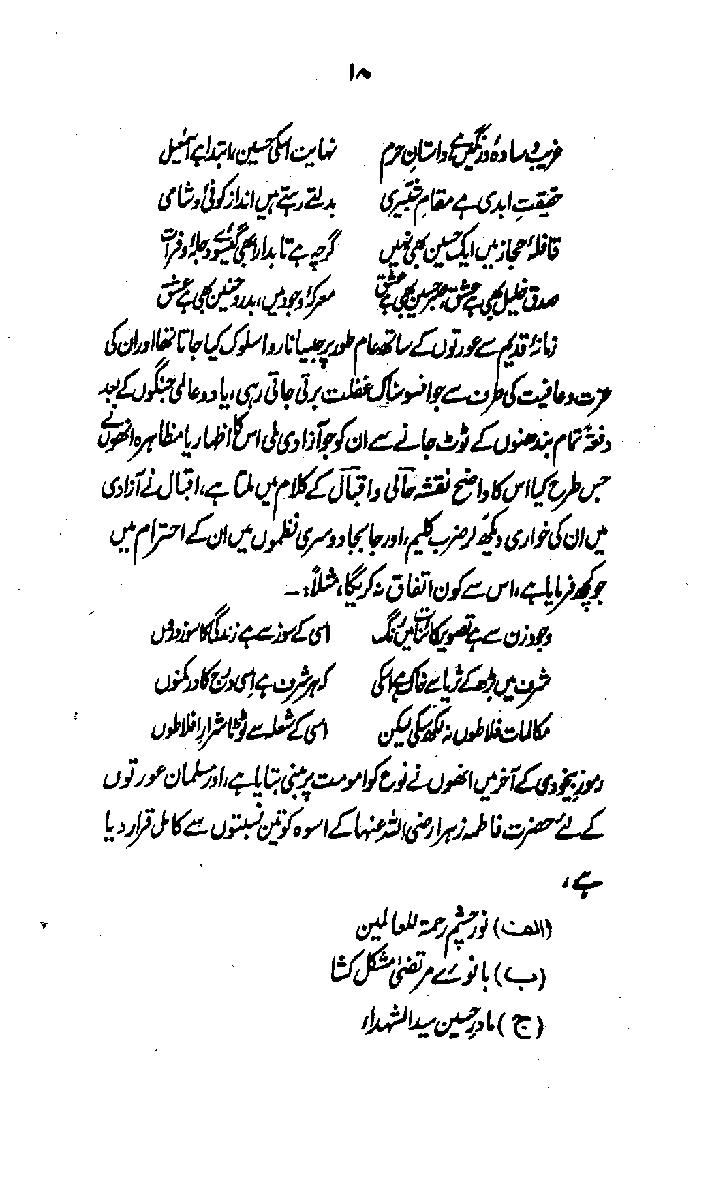 ۱۸
غریب و سادہ و رنگیں ہے داستانِ حرم نہایت اسکی حسین، ابتدا ہے اسمٰعیل
حقیقتِ ابدی ہے مقامِ شبیری بدلتے رہتے ہیں اندازِ کوفی و شامی
قافلۂ حجاز میں ایک حسین بھی نہیں گرچہ ہے تابدار ابھی گیسوئے دجلہ و فرات
صدقِ خلیل بھی ہے عشق، صبرِ حسین بھی ہے عشق معرکۂ وجود میں، بدر و حنین بھی ہے عشق
زمانۂ قدیم سے عورتوں کے ساتھ عام طور پر جیسا ناروا سلوک کیا جاتا تھا اور ان کی
عزت و عافیت کی طرف سے جو افسوسناک غفلت برتی جاتی رہی، یا دو عالمی جنگوں کے بعد
دفعۃً تمام بندھنوں کے ٹوٹ جانے سے ان کو جو آزادی ملی اس کا اظہار یا مظاہرہ انھوں نے
جس طرح کیا اس کا واضح نقشہ حالی و اقبال کے کلام میں ملتا ہے، اقبال نے آزادی
میں ان کی خواری دیکھ کر ضرب کلیم، اور جا بجا دوسری نظموں میں ان کے احترام میں
جو کچھ فرمایا ہے، اس سے کون اتفاق نہ کریگا، مثلاً:۔
وجودِ زن سے ہے تصویرِ کائنات میں رنگ اسی کے سوز سے ہے زندگی کا سوزِ دروں
شرف میں بڑھ کے ثریا سے خاک ہے اسکی کہ ہر شرف ہے اِسی دُرج کا درِ مکنوں
مکالماتِ فلاطوں نہ لکھ سکی لیکن اسی کے شعلہ سے ٹوٹا شرارِ افلاطوں
رموز بیخودی کے آخر میں انھوں نے نوع کو امومت پر مبنی بتایا ہے، اور مسلمان عورتوں
کے لئے حضرت فاطمہ زہرا رضی اللہ عنہا کے اسوہ کو تین نسبتوں سے کامل قرار دیا
ہے،
(الف) نورِ چشم رحمۃ للعالمین
(ب) بانوے مرتضیٰ مشکل کشا
(ج) مادرِ حسین سید الشہداء